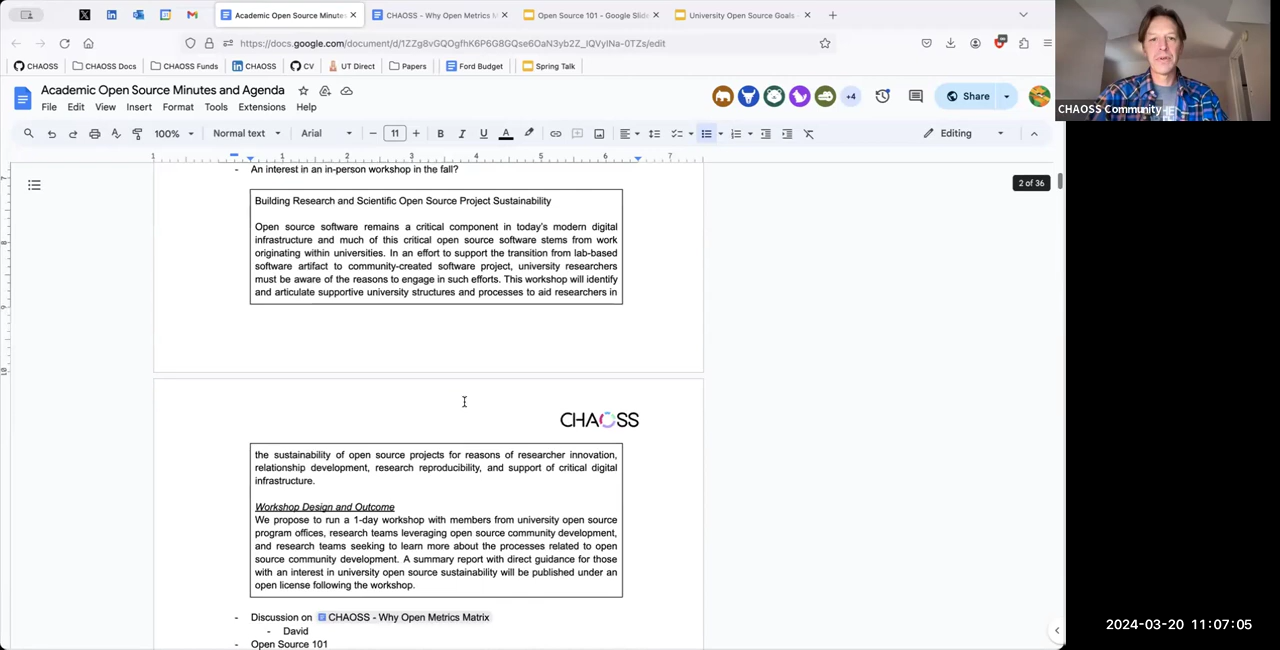 Academic Open Source Minutes
CHAOSS - Why Open Metrics M
Open Source 101 - Google Slide
University Open Source Goals -
https://docs.google.com/document/d/1ZZg8vGQOgfhK6P6G8GQse6OaN3yb2Z_lQVylNa-0TZs/edit
CHAOSS
CHAOSS Docs
CHAOSS Funds
CHAOSS
CV
UT Direct
Papers
Ford Budget
Spring Talk
Academic Open Source Minutes and Agenda
File Edit View Insert Format Tools Extensions Help
+4
Share
100%
Normal text
Arial
11
B I U A
Editing
1 1 2 3 4 5 6 7
- An interest in an in-person workshop in the fall?
2 of 36
Building Research and Scientific Open Source Project Sustainability
Open source software remains a critical component in today's modern digital
infrastructure and much of this critical open source software stems from work
originating within universities. In an effort to support the transition from lab-based
software artifact to community-created software project, university researchers
must be aware of the reasons to engage in such efforts. This workshop will identify
and articulate supportive university structures and processes to aid researchers in
CHAOSS
the sustainability of open source projects for reasons of researcher innovation,
relationship development, research reproducibility, and support of critical digital
infrastructure.
Workshop Design and Outcome
We propose to run a 1-day workshop with members from university open source
program offices, research teams leveraging open source community development,
and research teams seeking to learn more about the processes related to open
source community development. A summary report with direct guidance for those
with an interest in university open source sustainability will be published under an
open license following the workshop.
- Discussion on CHAOSS - Why Open Metrics Matrix
- David
- Open Source 101
CHAOSS Community
2024-03-20 11:07:05